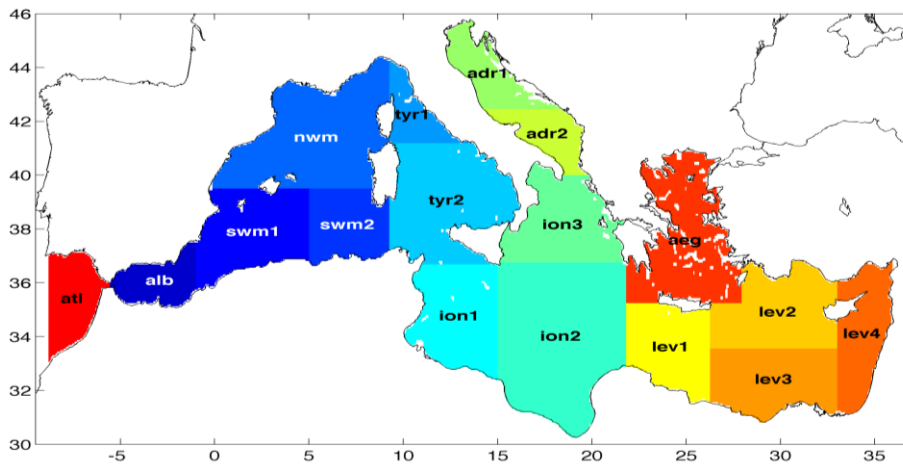 46
44
42
40
38
36
34
32
30
-5
0
5
10
15
20
25
30
35
adr1
nwm
tyr1
adr2
tyr2
swm1
swm2
ion3
aeg
alb
atl
ion1
ion2
lev1
lev2
lev4
lev3